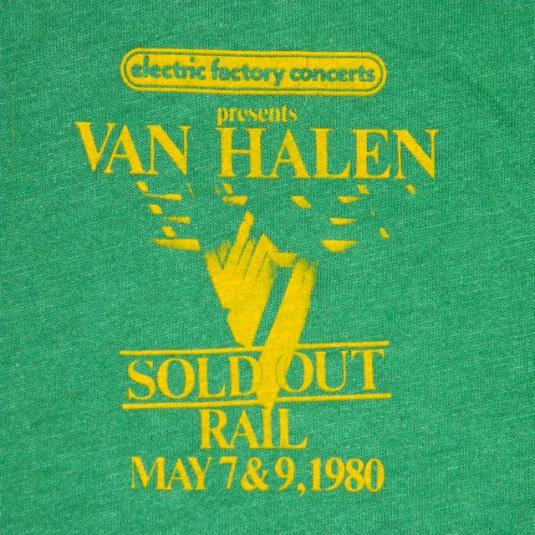 electric factory concerts
presents
VAN HALEN
SOLD OUT
RAIL
MAY 7 & 9, 1980